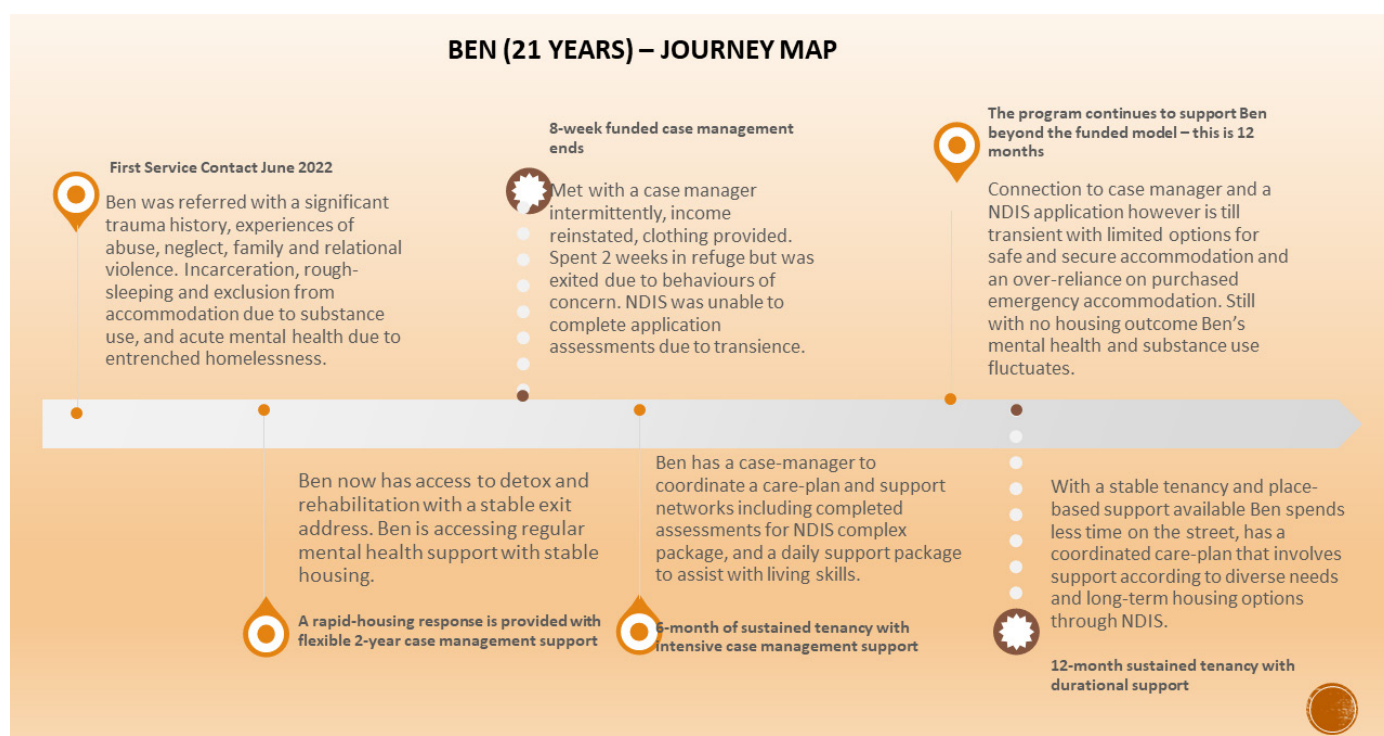 BEN (21 YEARS) – JOURNEY MAP
First Service Contact June 2022
Ben was referred with a significant
trauma history, experiences of
abuse, neglect, family and relational
violence. Incarceration, rough-
sleeping and exclusion from
accommodation due to substance
use, and acute mental health due to
entrenched homelessness.
8-week funded case management
ends
Met with a case manager
intermittently, income
reinstated, clothing provided.
Spent 2 weeks in refuge but was
exited due to behaviours of
concern. NDIS was unable to
complete application
assessments due to transience.
The program continues to support Ben
beyond the funded model – this is 12
months
Connection to case manager and a
NDIS application however is till
transient with limited options for
safe and secure accommodation and
an over-reliance on purchased
emergency accommodation. Still
with no housing outcome Ben’s
mental health and substance use
fluctuates.
Ben now has access to detox and
rehabilitation with a stable exit
address. Ben is accessing regular
mental health support with stable
housing.
A rapid-housing response is provided with
flexible 2-year case management support
Ben has a case-manager to
coordinate a care-plan and support
networks including completed
assessments for NDIS complex
package, and a daily support package
to assist with living skills.
6-month of sustained tenancy with
intensive case management support
With a stable tenancy and place-
based support available Ben spends
less time on the street, has a
coordinated care-plan that involves
support according to diverse needs
and long-term housing options
through NDIS.
12-month sustained tenancy with
durational support